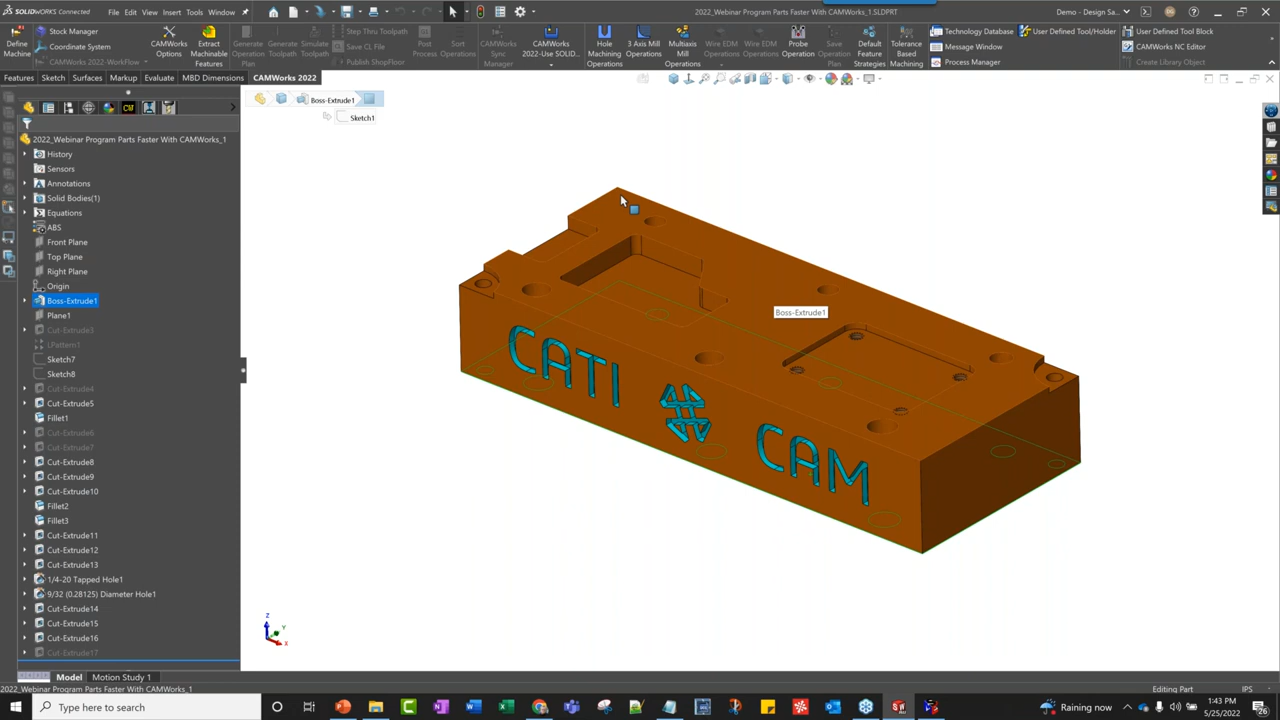 SOLIDWORKS File Edit View Insert Tools Window
2022_Webinar Program Parts Faster With CAMWorks_1.SLDPRT
Demo - Design Sa...
Define Machine
Stock Manager
Coordinate System
CAMWorks 2022-WorkFlow
CAMWorks Options
Extract Machinable Features
Generate Operation Plan
Generate Toolpath
Simulate Toolpath
Step Thru Toolpath
Save CL File
Publish ShopFloor
Post Process
Sort Operations
CAMWorks Sync Manager
CAMWorks 2022-Use SOLID...
Hole Machining Operations
3 Axis Mill Operations
Multiaxis Mill Operations
Wire EDM Operations
Wire EDM Operations
Probe Operation
Save Operation Plan
Default Feature Strategies
Tolerance Based Machining
Technology Database
Message Window
Process Manager
User Defined Tool/Holder
User Defined Tool Block
CAMWorks NC Editor
Create Library Object
Features Sketch Surfaces Markup Evaluate MBD Dimensions CAMWorks 2022
Boss-Extrude1
Sketch1
2022_Webinar Program Parts Faster With CAMWorks_1
History
Sensors
Annotations
Solid Bodies(1)
Equations
ABS
Front Plane
Top Plane
Right Plane
Origin
Boss-Extrude1
Plane1
Cut-Extrude3
LPattern1
Sketch7
Sketch8
Cut-Extrude4
Cut-Extrude5
Fillet1
Cut-Extrude6
Cut-Extrude7
Cut-Extrude8
Cut-Extrude9
Cut-Extrude10
Fillet2
Fillet3
Cut-Extrude11
Cut-Extrude12
Cut-Extrude13
1/4-20 Tapped Hole1
9/32 (0.28125) Diameter Hole1
Cut-Extrude14
Cut-Extrude15
Cut-Extrude16
Cut-Extrude17
Boss-Extrude1
CATI CAM
Z
Y
X
Model Motion Study 1
2022_Webinar Program Parts Faster With CAMWorks_1
Editing Part
IPS
Type here to search
Raining now
1:43 PM
5/25/2022
26